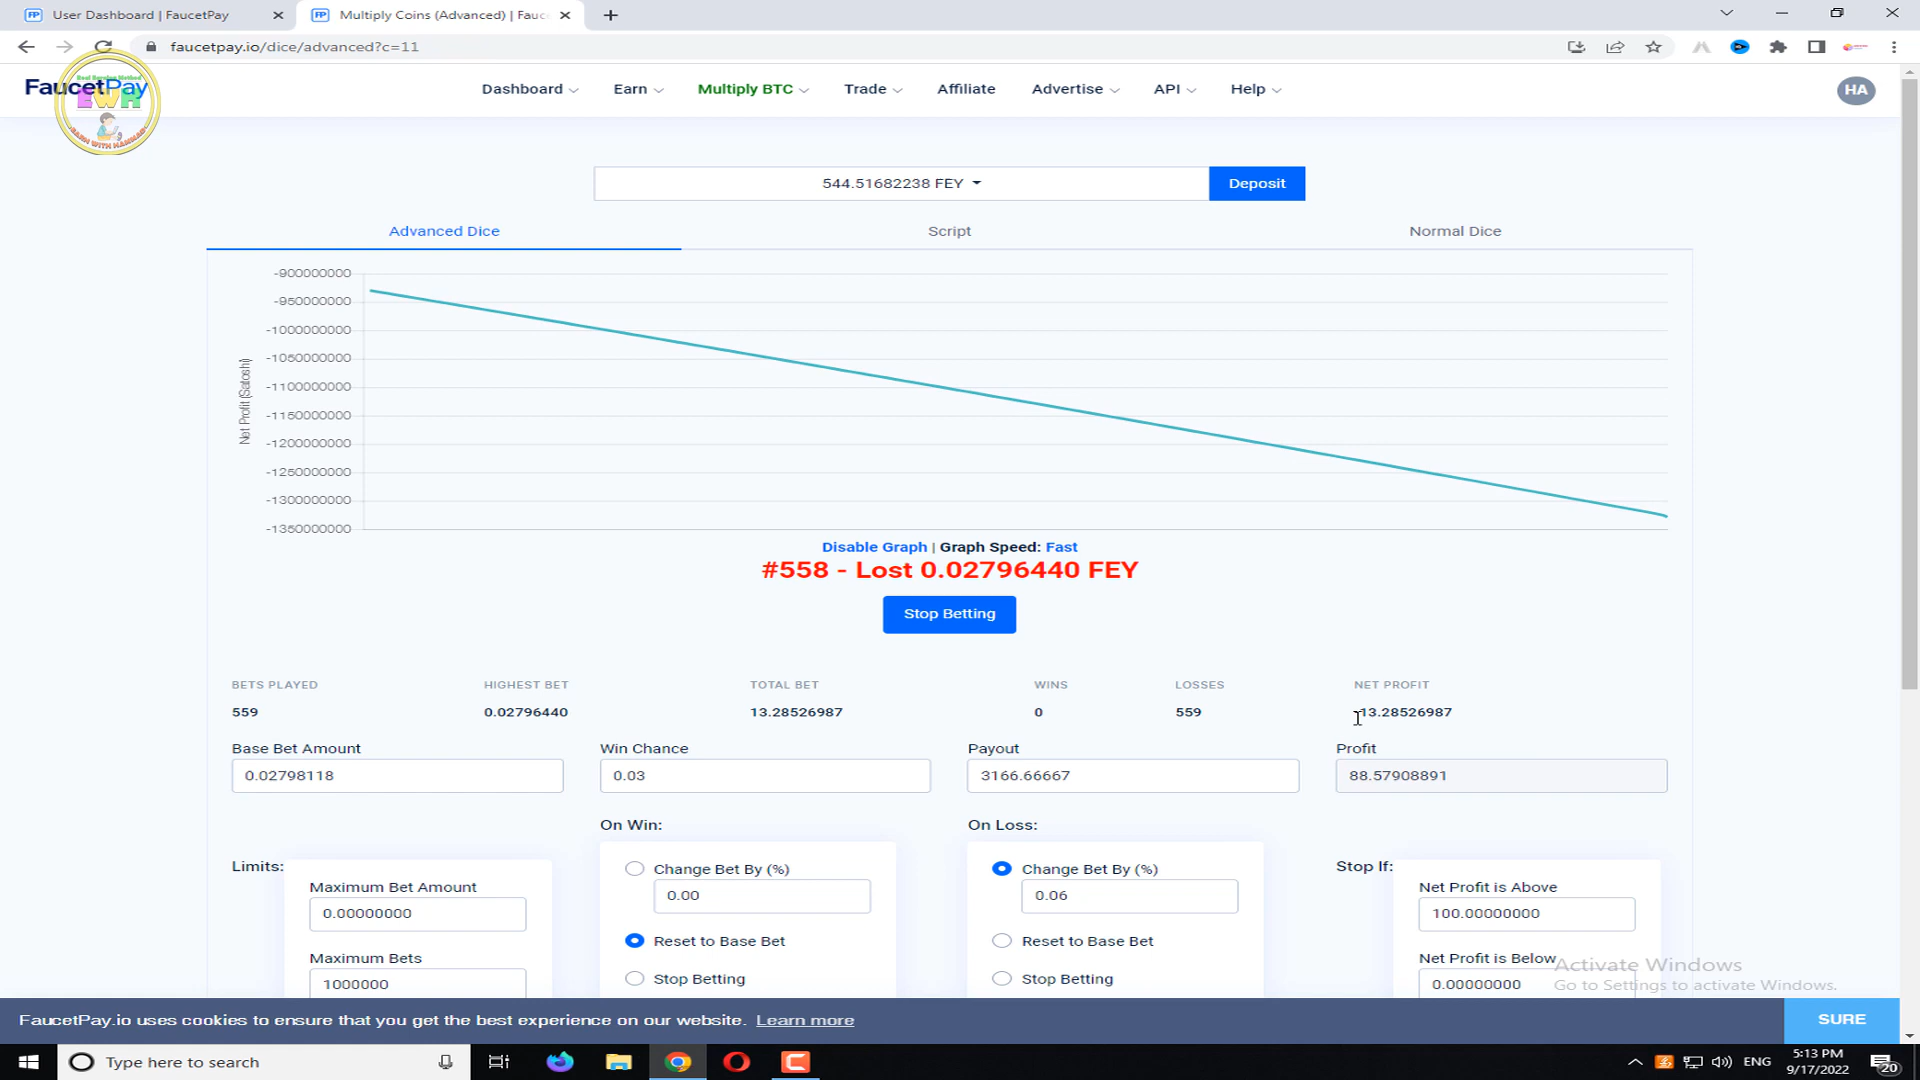 User Dashboard | FaucetPay
Multiply Coins (Advanced) | Fauc
faucetpay.io/dice/advanced?c=11
FaucetPay
Real Earning Method
EWH
EARN WITH HAMMAD
Dashboard
Earn
Multiply BTC
Trade
Affiliate
Advertise
API
Help
HA
544.51682238 FEY
Deposit
Advanced Dice
Script
Normal Dice
Net Profit (Satoshi)
-900000000
-950000000
-1000000000
-1050000000
-1100000000
-1150000000
-1200000000
-1250000000
-1300000000
-1350000000
Disable Graph | Graph Speed: Fast
#558 - Lost 0.02796440 FEY
Stop Betting
BETS PLAYED
HIGHEST BET
TOTAL BET
WINS
LOSSES
NET PROFIT
559
0.02796440
13.28526987
0
559
-13.28526987
Base Bet Amount
Win Chance
Payout
Profit
0.02798118
0.03
3166.66667
88.57908891
On Win:
On Loss:
Limits:
Stop If:
Maximum Bet Amount
Change Bet By (%)
Change Bet By (%)
Net Profit is Above
0.00000000
0.00
0.06
100.00000000
Reset to Base Bet
Reset to Base Bet
Maximum Bets
Net Profit is Below
1000000
Stop Betting
Stop Betting
0.00000000
Activate Windows
Go to Settings to activate Windows.
FaucetPay.io uses cookies to ensure that you get the best experience on our website. Learn more
SURE
Type here to search
ENG
5:13 PM
9/17/2022
20